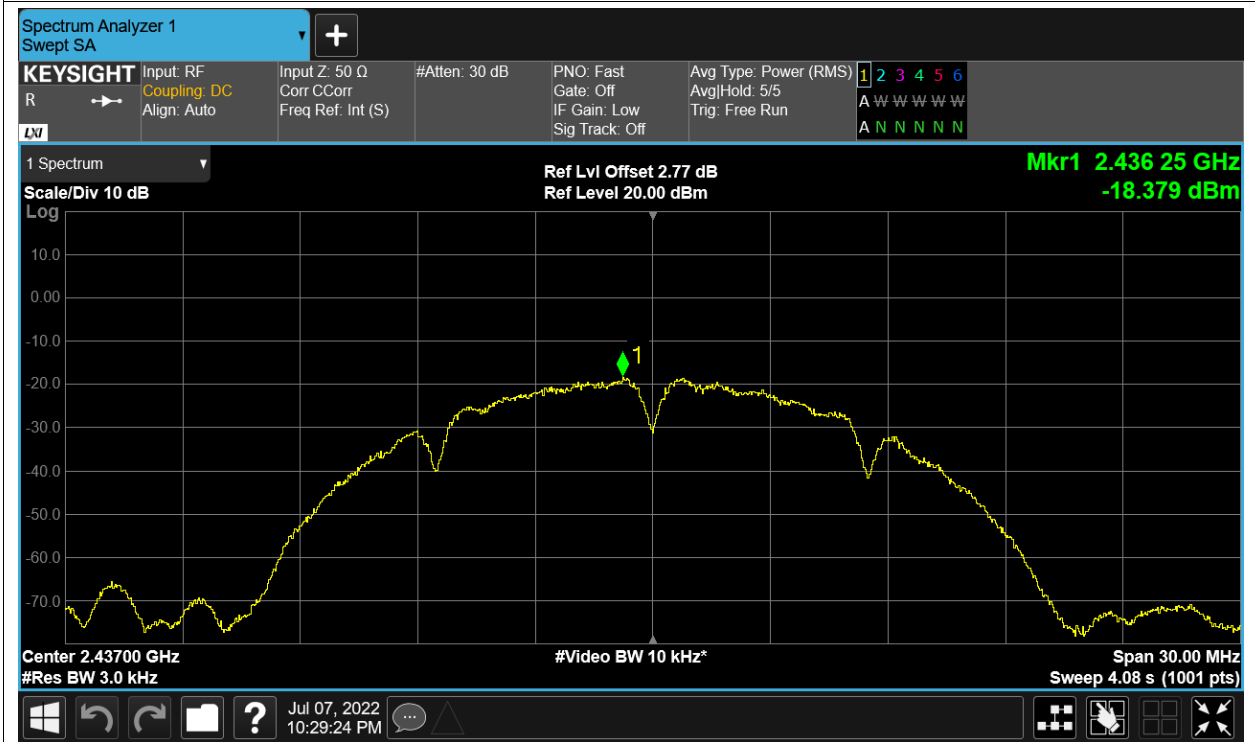 Spectrum Analyzer 1
Swept SA
+
KEYSIGHT
R
LXI
Input: RF
Coupling: DC
Align: Auto
Input Z: 50 Ω
Corr CCorr
Freq Ref: Int (S)
#Atten: 30 dB
PNO: Fast
Gate: Off
IF Gain: Low
Sig Track: Off
Avg Type: Power (RMS)
Avg|Hold: 5/5
Trig: Free Run
1 2 3 4 5 6
A W W W W W
A N N N N N
1 Spectrum
Scale/Div 10 dB
Log
Ref Lvl Offset 2.77 dB
Ref Level 20.00 dBm
Mkr1 2.436 25 GHz
-18.379 dBm
10.0
0.00
-10.0
-20.0
-30.0
-40.0
-50.0
-60.0
-70.0
1
Center 2.43700 GHz
#Res BW 3.0 kHz
#Video BW 10 kHz*
Span 30.00 MHz
Sweep 4.08 s (1001 pts)
?
Jul 07, 2022
10:29:24 PM